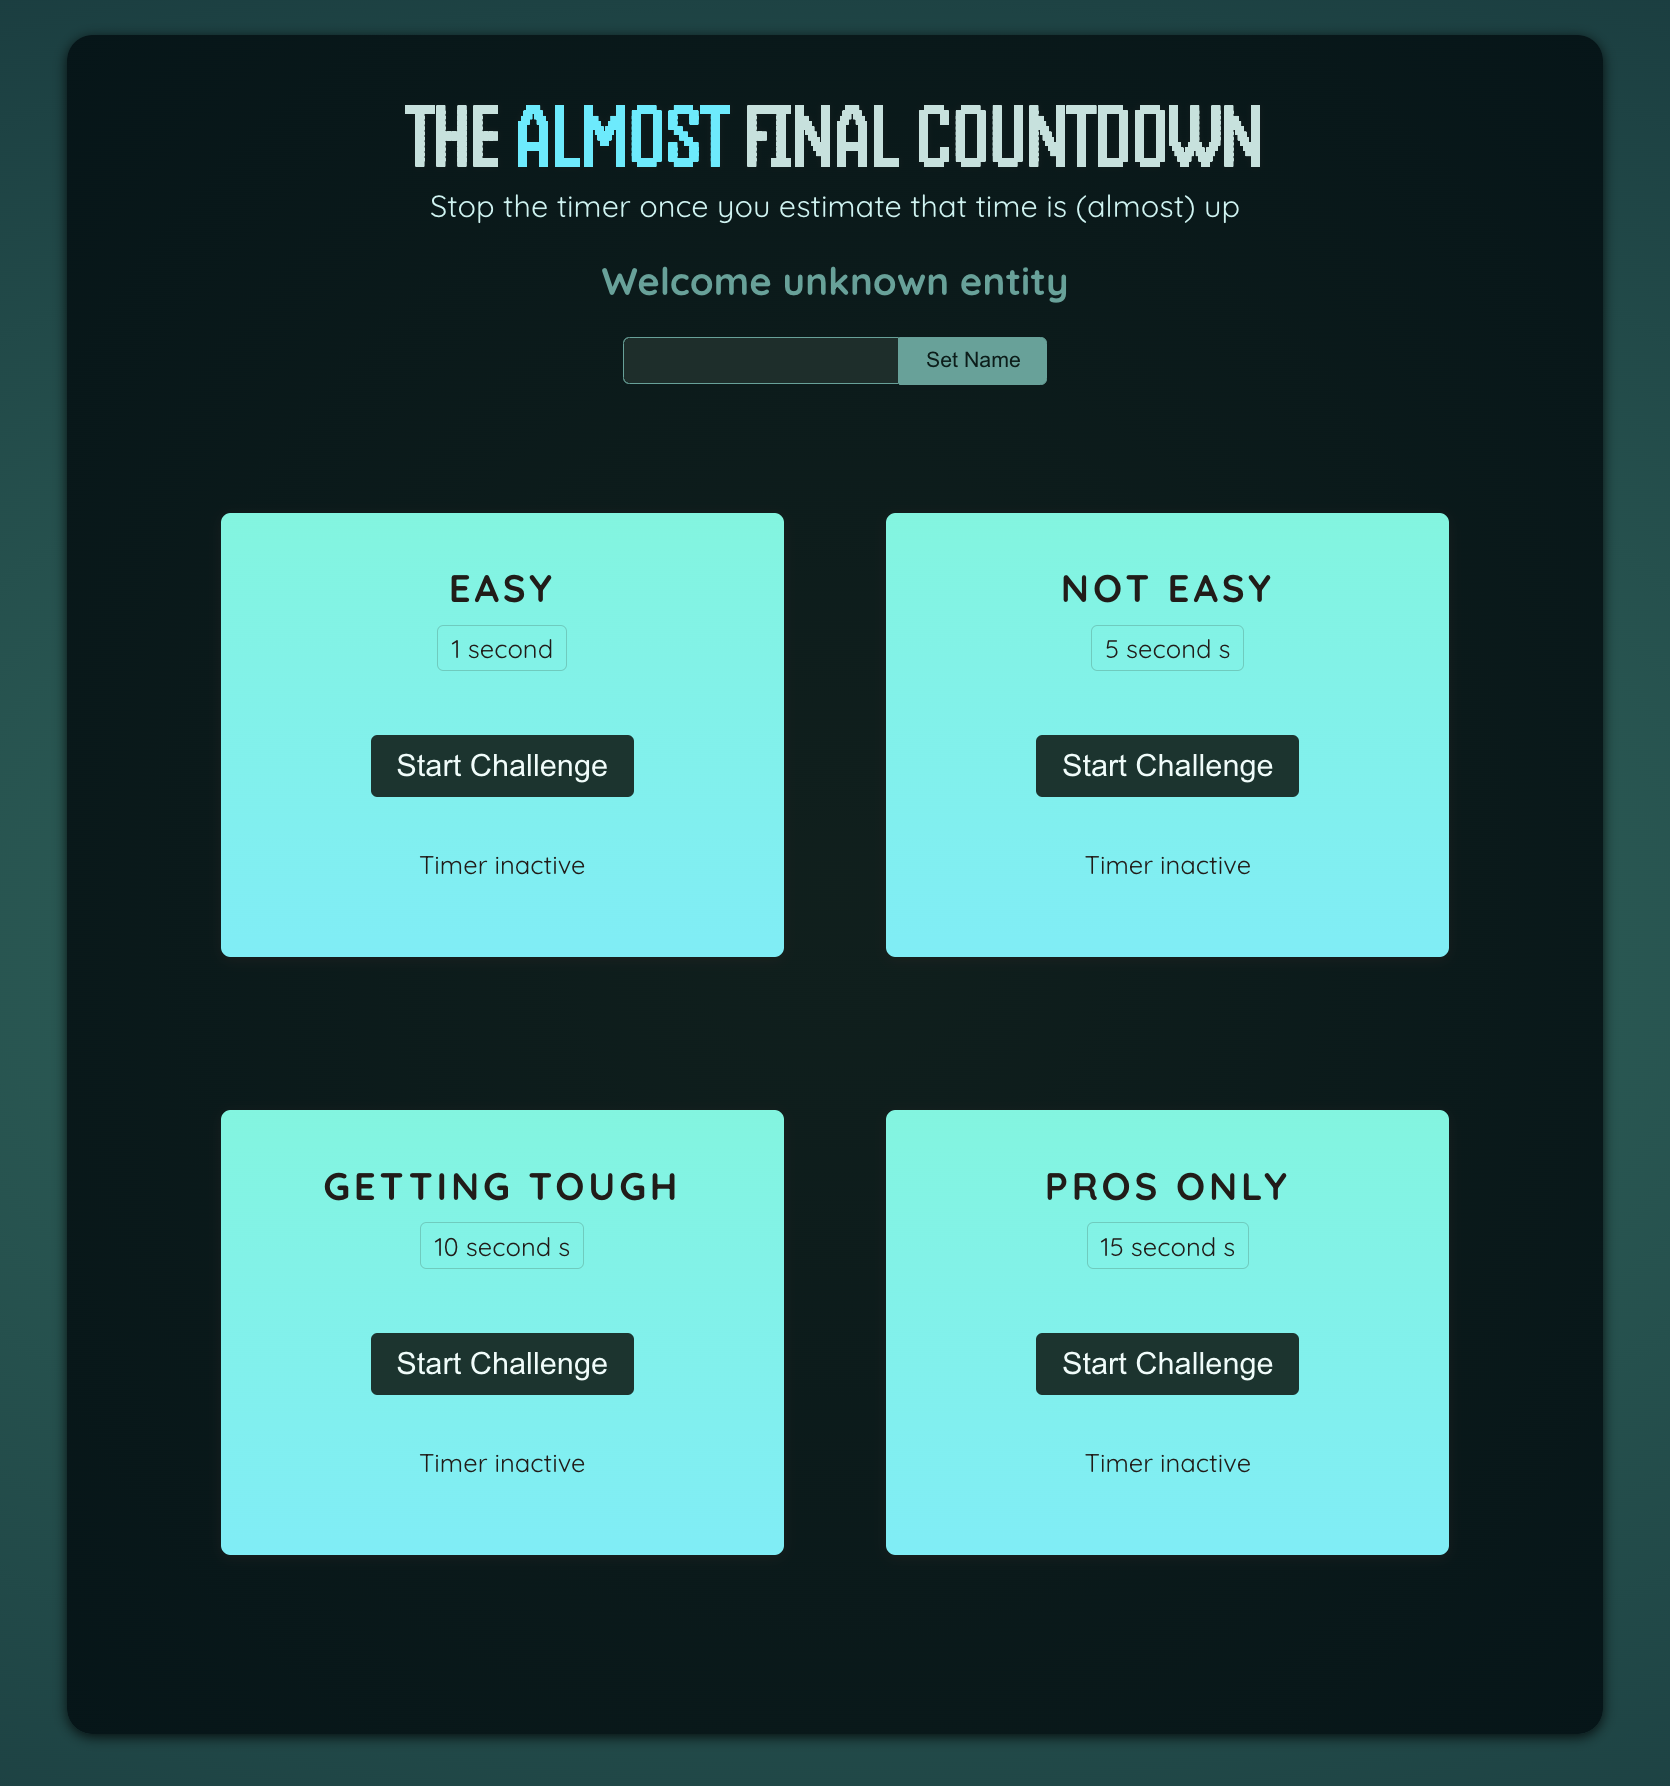 THE ALMOST FINAL COUNTDOWN
Stop the timer once you estimate that time is (almost) up
Welcome unknown entity
Set Name
EASY
1 second
Start Challenge
Timer inactive
NOT EASY
5 second s
Start Challenge
Timer inactive
GETTING TOUGH
10 second s
Start Challenge
Timer inactive
PROS ONLY
15 second s
Start Challenge
Timer inactive